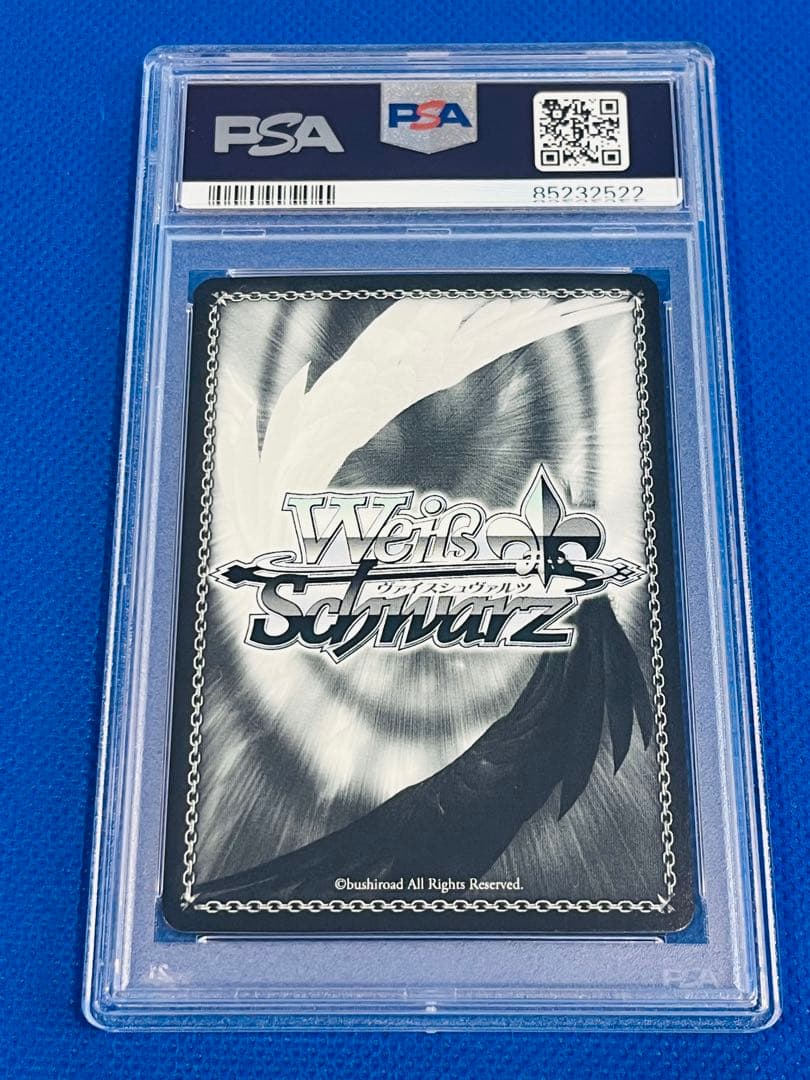 PSA
PSA
85232522
Weiß
ヴァイスシュヴァルツ
Schwarz
©bushiroad All Rights Reserved.
PSA